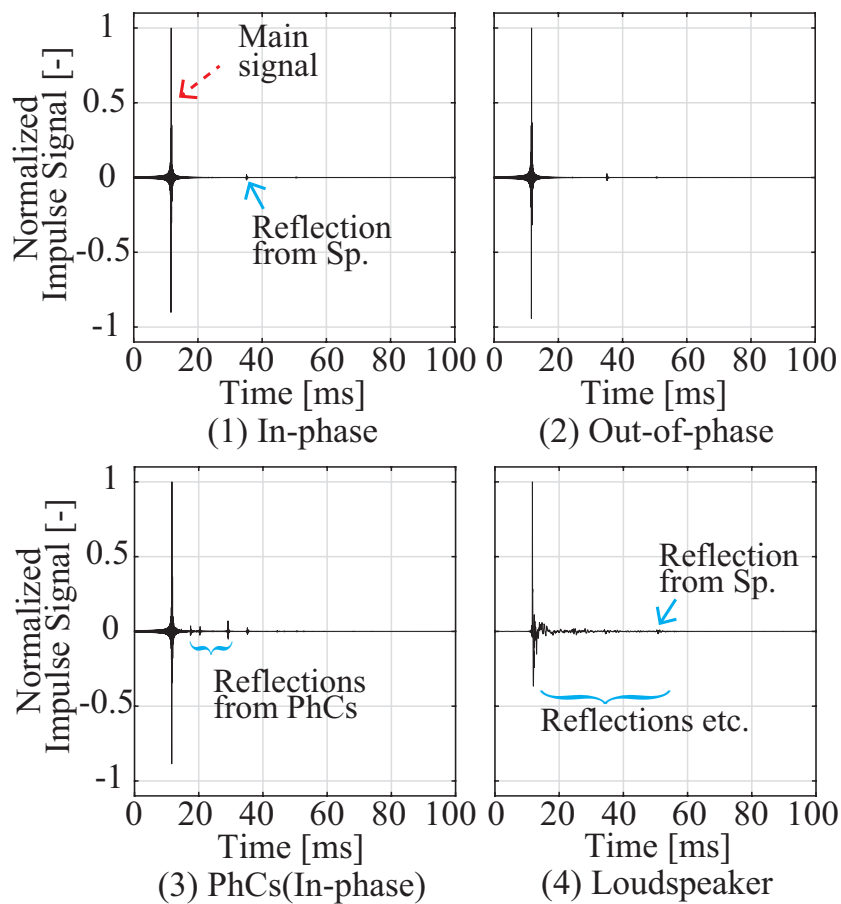 Normalized
Impulse Signal [-]
1
0.5
0
-0.5
-1
Main
signal
Reflection
from Sp.
0 20 40 60 80 100
Time [ms]
(1) In-phase
0 20 40 60 80 100
Time [ms]
(2) Out-of-phase
Normalized
Impulse Signal [-]
1
0.5
0
-0.5
-1
Reflections
from PhCs
0 20 40 60 80 100
Time [ms]
(3) PhCs(In-phase)
Reflection
from Sp.
Reflections etc.
0 20 40 60 80 100
Time [ms]
(4) Loudspeaker